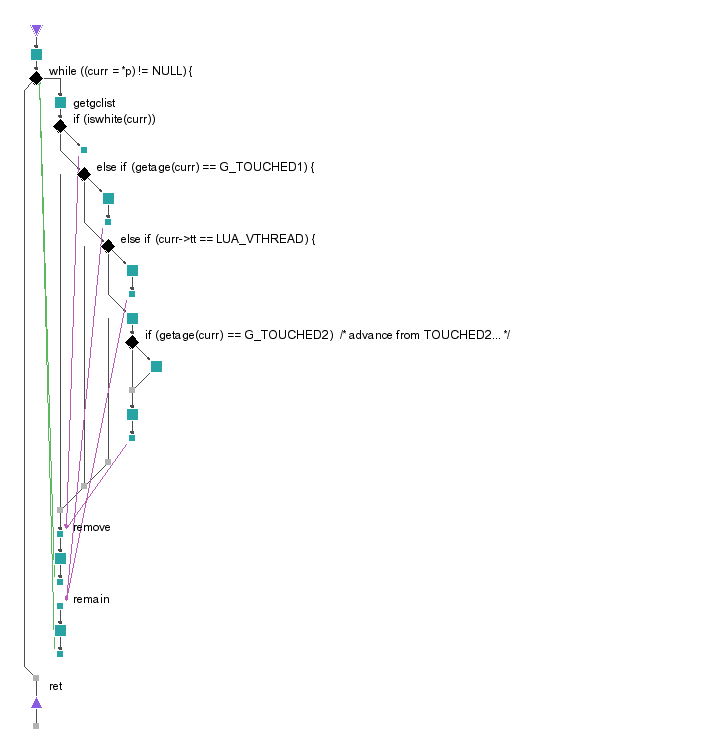 while ((curr = *p) != NULL) {
getgclist
if (iswhite(curr))
else if (getage(curr) == G_TOUCHED1) {
else if (curr->tt == LUA_VTHREAD) {
if (getage(curr) == G_TOUCHED2)  /* advance from TOUCHED2... */
remove
remain
ret